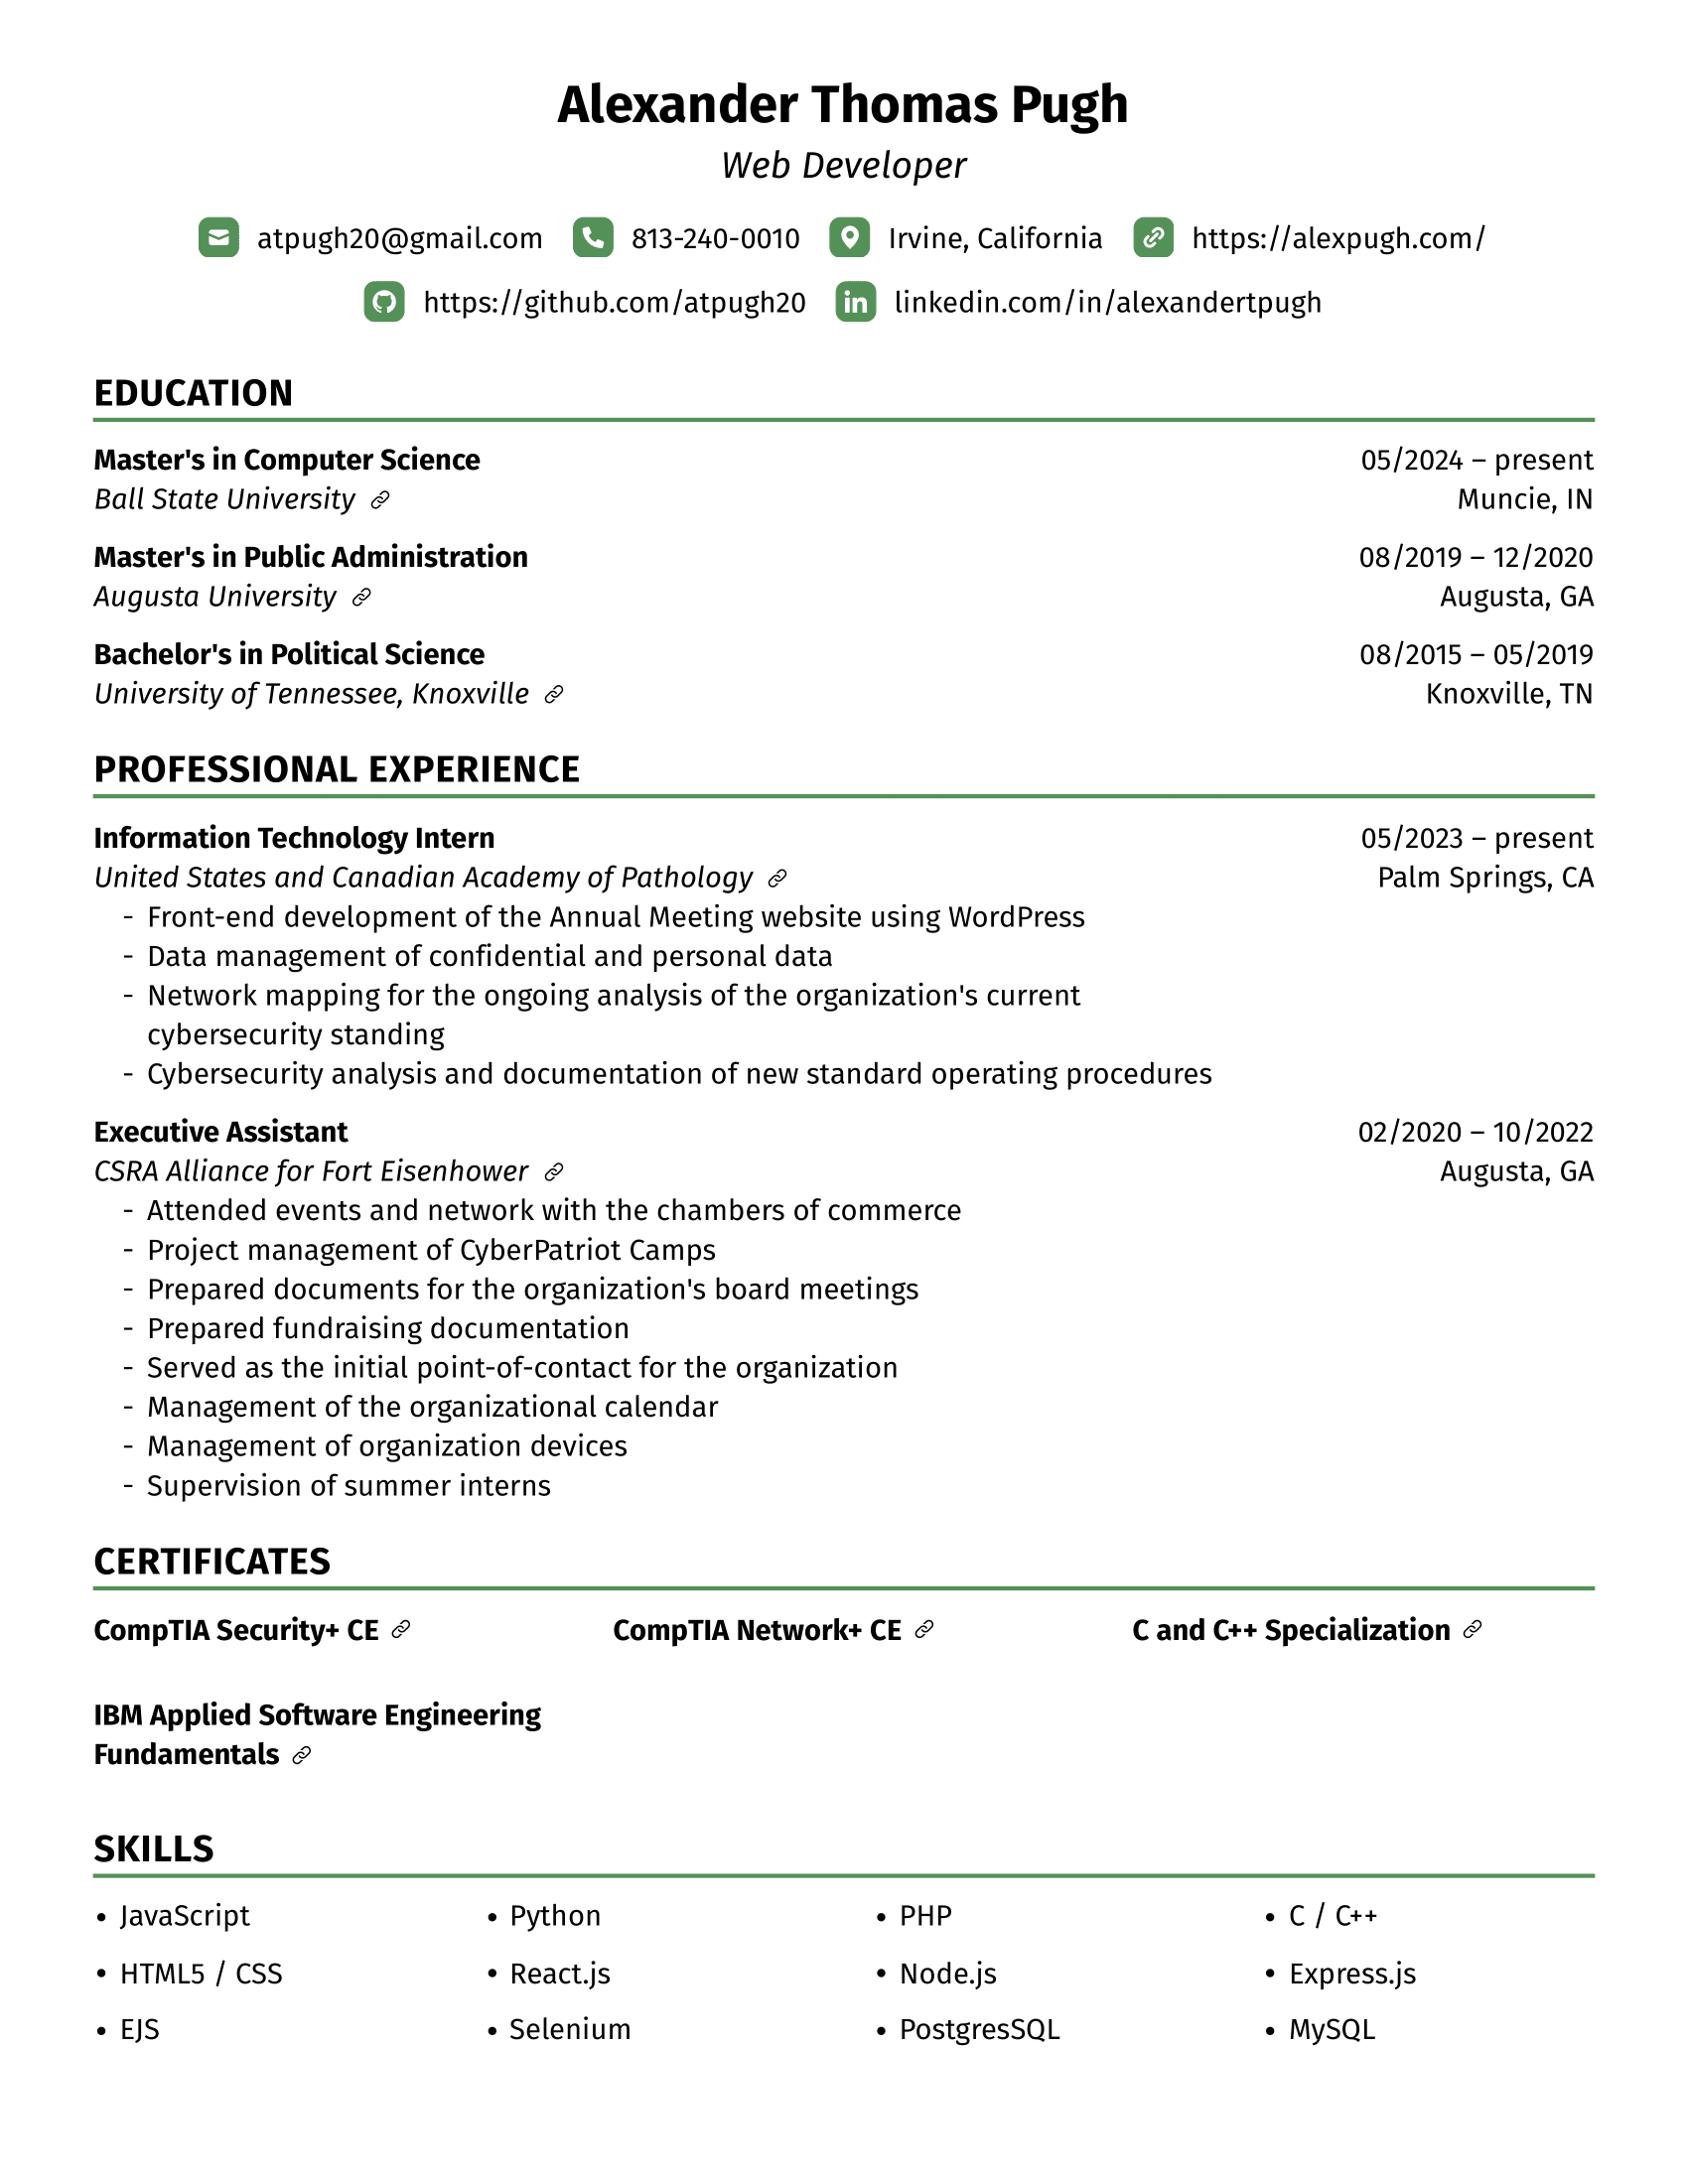 Alexander Thomas Pugh
Web Developer
atpugh20@gmail.com 813-240-0010 Irvine, California https://alexpugh.com/
https://github.com/atpugh20 linkedin.com/in/alexandertpugh
EDUCATION
Master's in Computer Science 05/2024 – present
Ball State University Muncie, IN
Master's in Public Administration 08/2019 – 12/2020
Augusta University Augusta, GA
Bachelor's in Political Science 08/2015 – 05/2019
University of Tennessee, Knoxville Knoxville, TN
PROFESSIONAL EXPERIENCE
Information Technology Intern 05/2023 – present
United States and Canadian Academy of Pathology Palm Springs, CA
- Front-end development of the Annual Meeting website using WordPress
- Data management of confidential and personal data
- Network mapping for the ongoing analysis of the organization's current
cybersecurity standing
- Cybersecurity analysis and documentation of new standard operating procedures
Executive Assistant 02/2020 – 10/2022
CSRA Alliance for Fort Eisenhower Augusta, GA
- Attended events and network with the chambers of commerce
- Project management of CyberPatriot Camps
- Prepared documents for the organization's board meetings
- Prepared fundraising documentation
- Served as the initial point-of-contact for the organization
- Management of the organizational calendar
- Management of organization devices
- Supervision of summer interns
CERTIFICATES
CompTIA Security+ CE CompTIA Network+ CE C and C++ Specialization
IBM Applied Software Engineering
Fundamentals
SKILLS
• JavaScript • Python • PHP • C / C++
• HTML5 / CSS • React.js • Node.js • Express.js
• EJS • Selenium • PostgresSQL • MySQL